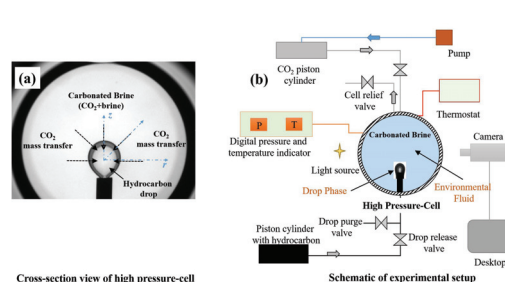 (a)
Carbonated Brine
(CO₂+brine)
z
CO₂
mass transfer
CO₂
mass transfer
r
Hydrocarbon
drop
Cross-section view of high pressure-cell
(b)
CO₂ piston
cylinder
Pump
Cell relief
valve
Thermostat
P T
Digital pressure and
temperature indicator
Carbonated Brine
Camera
Light source
Drop Phase
Environmental
Fluid
High Pressure-Cell
Piston cylinder
with hydrocarbon
Drop purge
valve
Drop release
valve
Desktop
Schematic of experimental setup